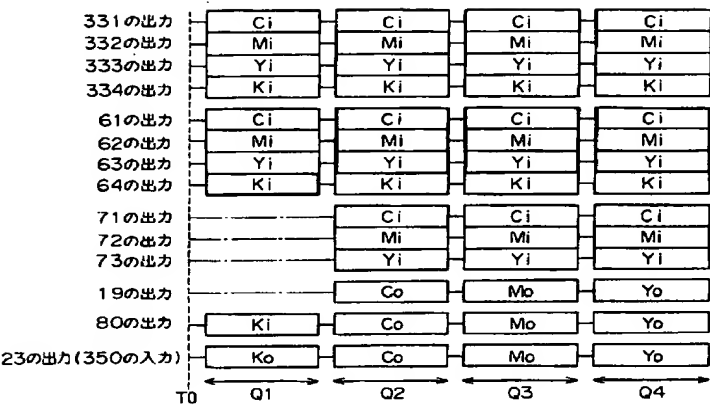 331の出力 Ci Ci Ci Ci
332の出力 Mi Mi Mi Mi
333の出力 Yi Yi Yi Yi
334の出力 Ki Ki Ki Ki
61の出力 Ci Ci Ci Ci
62の出力 Mi Mi Mi Mi
63の出力 Yi Yi Yi Yi
64の出力 Ki Ki Ki Ki
71の出力 Ci Ci Ci
72の出力 Mi Mi Mi
73の出力 Yi Yi Yi
19の出力 Co Mo Yo
80の出力 Ki Co Mo Yo
23の出力(350の入力) Ko Co Mo Yo
T0 Q1 Q2 Q3 Q4